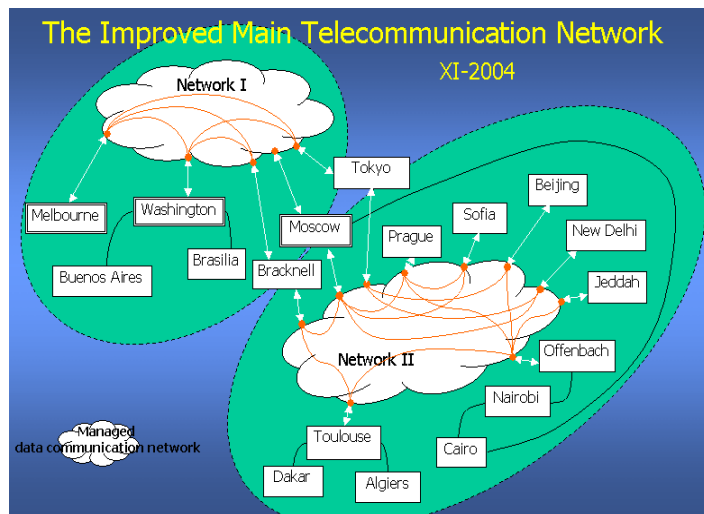 The Improved Main Telecommunication Network
XI-2004
Network I
Tokyo
Beijing
Melbourne
Washington
Moscow
Sofia
New Delhi
Prague
Buenos Aires
Brasilia
Bracknell
Jeddah
Network II
Offenbach
Nairobi
Managed
data communication network
Toulouse
Cairo
Dakar
Algiers